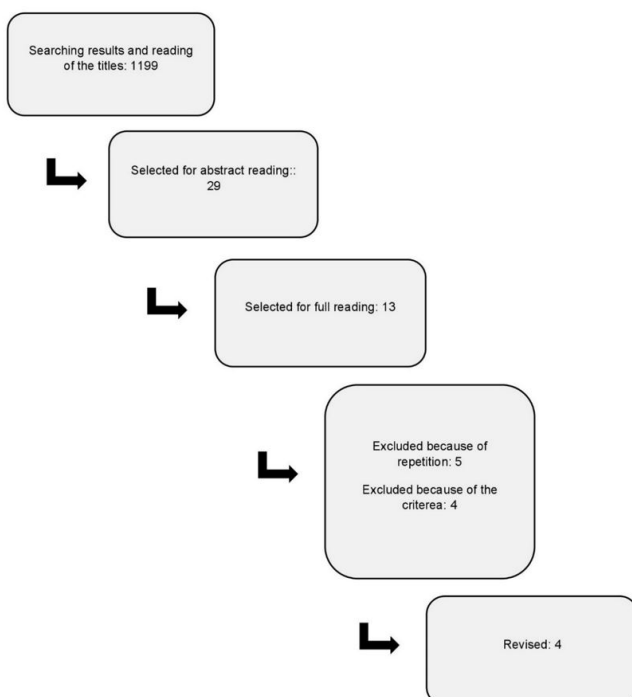 Searching results and reading
of the titles: 1199
Selected for abstract reading::
29
Selected for full reading: 13
Excluded because of
repetition: 5
Excluded because of the
criterea: 4
Revised: 4